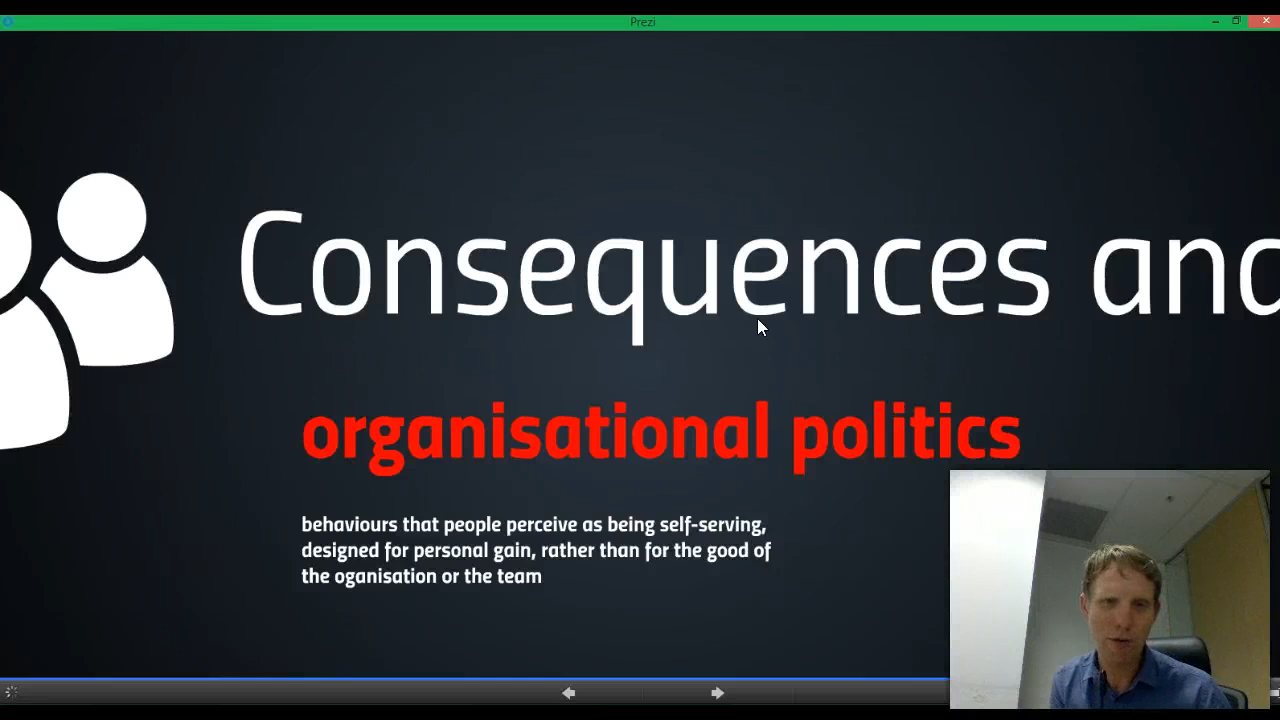 Prezi
Consequences and
organisational politics
behaviours that people perceive as being self-serving,
designed for personal gain, rather than for the good of
the oganisation or the team